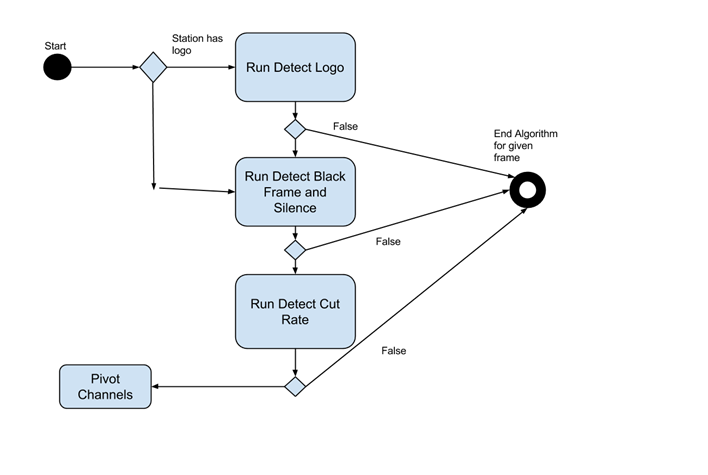 Start
Station has
logo
Run Detect Logo
False
End Algorithm
for given
frame
Run Detect Black
Frame and
Silence
False
Run Detect Cut
Rate
False
Pivot
Channels